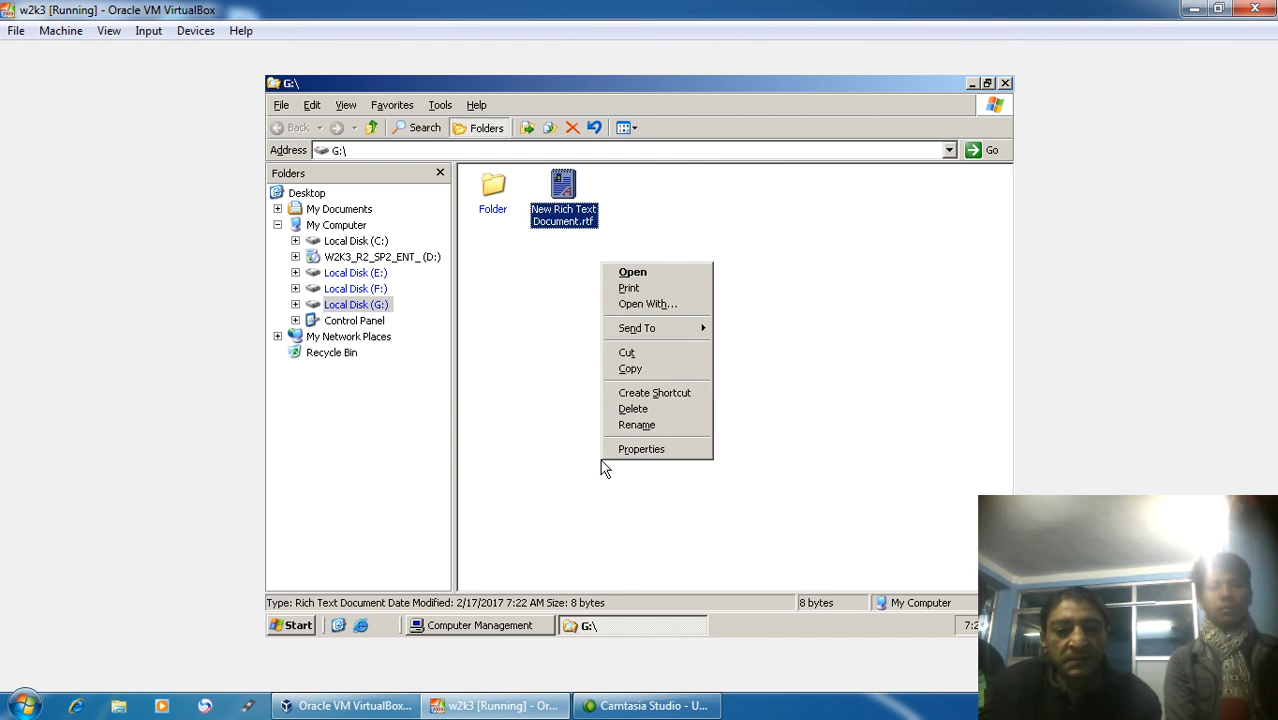 w2k3 [Running] - Oracle VM VirtualBox
File Machine View Input Devices Help
G:\
File Edit View Favorites Tools Help
Back Search Folders
Address G:\ Go
Folders
Desktop
My Documents
My Computer
Local Disk (C:)
W2K3_R2_SP2_ENT_ (D:)
Local Disk (E:)
Local Disk (F:)
Local Disk (G:)
Control Panel
My Network Places
Recycle Bin
Folder
New Rich Text
Document.rtf
Open
Print
Open With...
Send To
Cut
Copy
Create Shortcut
Delete
Rename
Properties
Type: Rich Text Document Date Modified: 2/17/2017 7:22 AM Size: 8 bytes 8 bytes My Computer
Start Computer Management G:\ 7:2
Oracle VM VirtualBox... w2k3 [Running] - Or... Camtasia Studio - U...